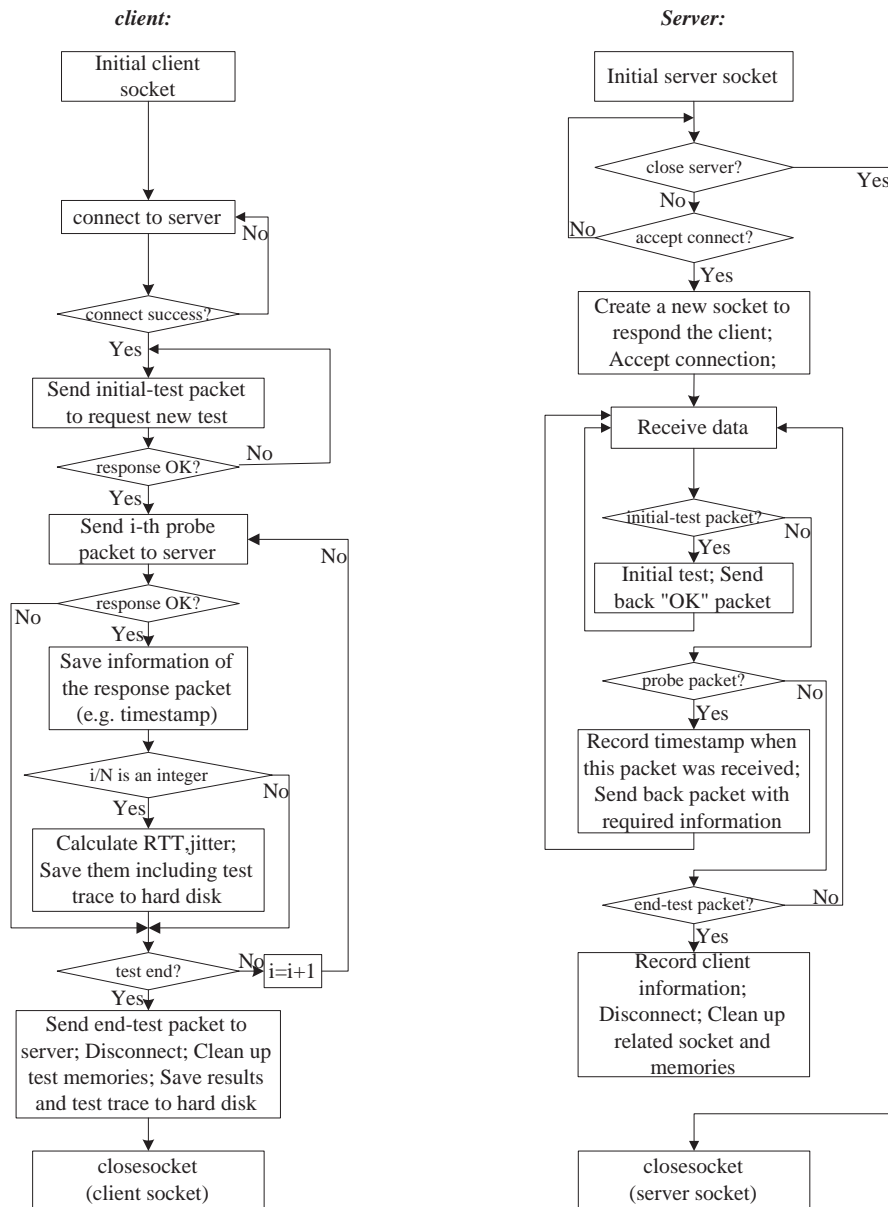 client:
Initial client
socket
connect to server
No
connect success?
Yes
Send initial-test packet
to request new test
No
response OK?
Yes
Send i-th probe
packet to server
No
response OK?
No
Yes
Save information of
the response packet
(e.g. timestamp)
i/N is an integer
No
Yes
Calculate RTT,jitter;
Save them including test
trace to hard disk
test end?
No
i=i+1
Yes
Send end-test packet to
server; Disconnect; Clean up
test memories; Save results
and test trace to hard disk
closesocket
(client socket)
Server:
Initial server socket
close server?
Yes
No
accept connect?
No
Yes
Create a new socket to
respond the client;
Accept connection;
Receive data
initial-test packet?
No
Yes
Initial test; Send
back "OK" packet
probe packet?
No
Yes
Record timestamp when
this packet was received;
Send back packet with
required information
end-test packet?
No
Yes
Record client
information;
Disconnect; Clean up
related socket and
memories
closesocket
(server socket)